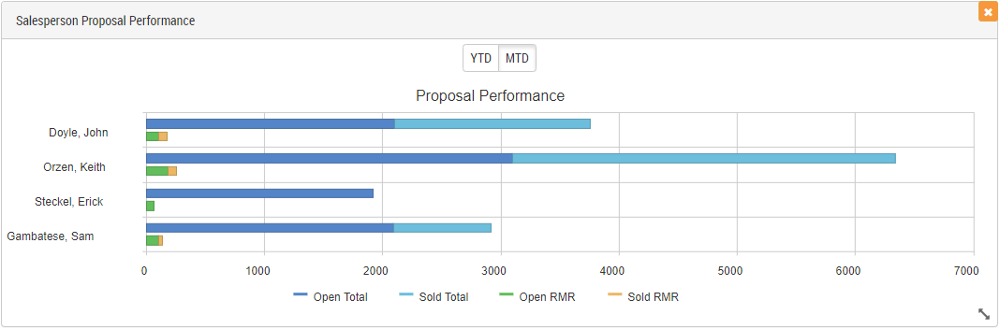 Salesperson Proposal Performance
YTD MTD
Proposal Performance
Doyle, John
Orzen, Keith
Steckel, Erick
Gambatese, Sam
0 1000 2000 3000 4000 5000 6000 7000
Open Total Sold Total Open RMR Sold RMR